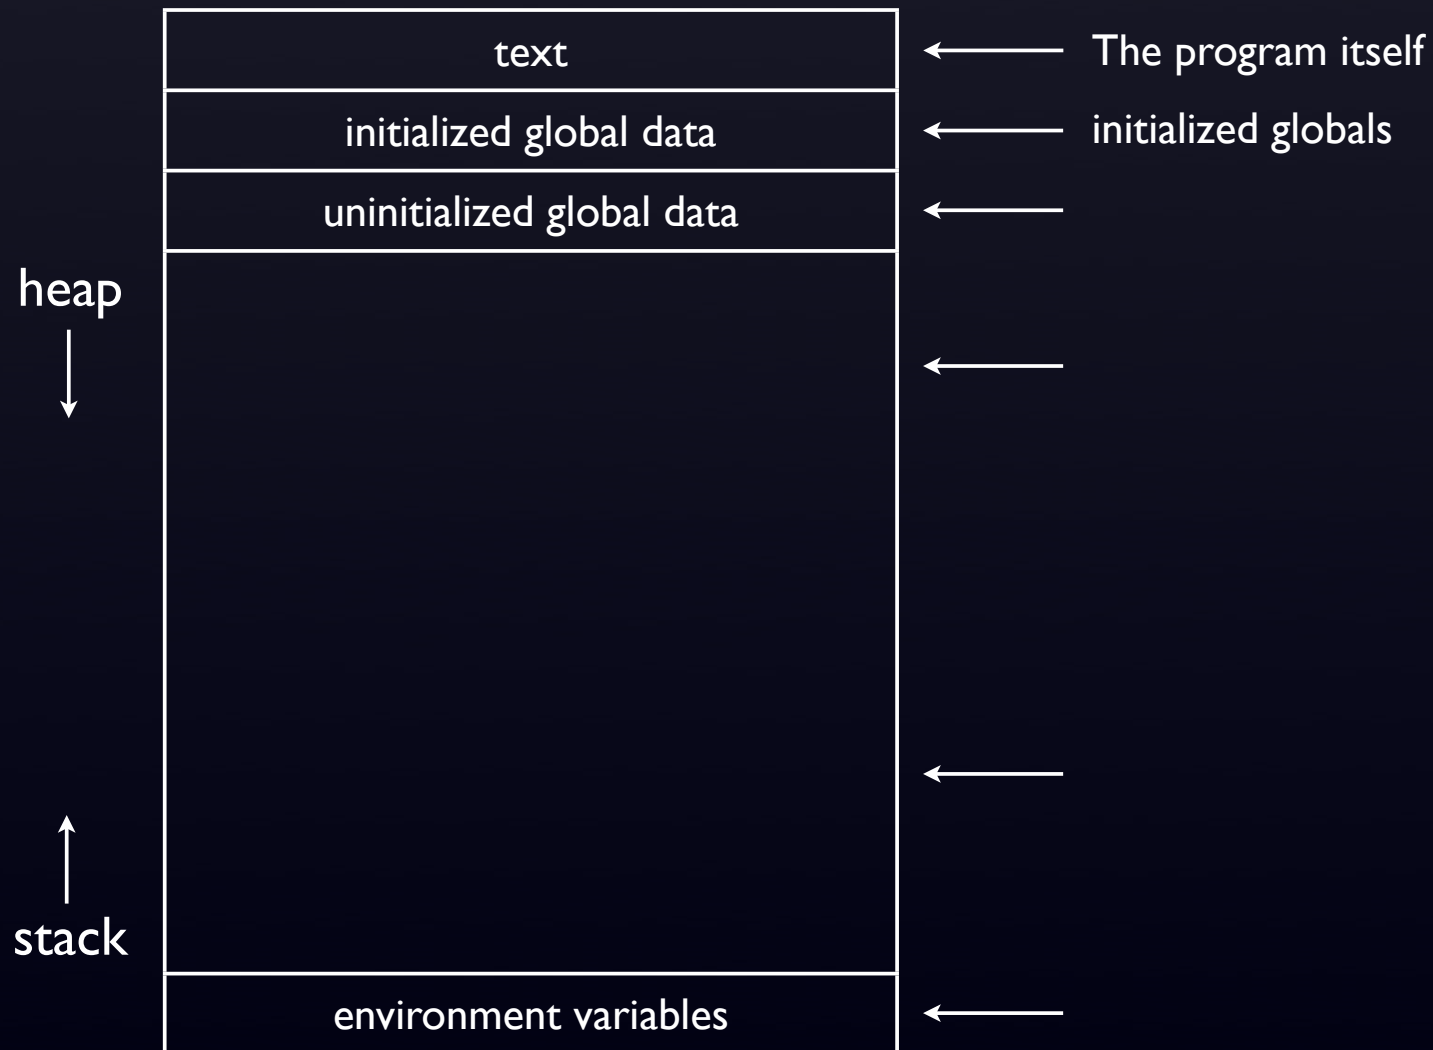 text
The program itself
initialized global data
initialized globals
uninitialized global data
heap
stack
environment variables